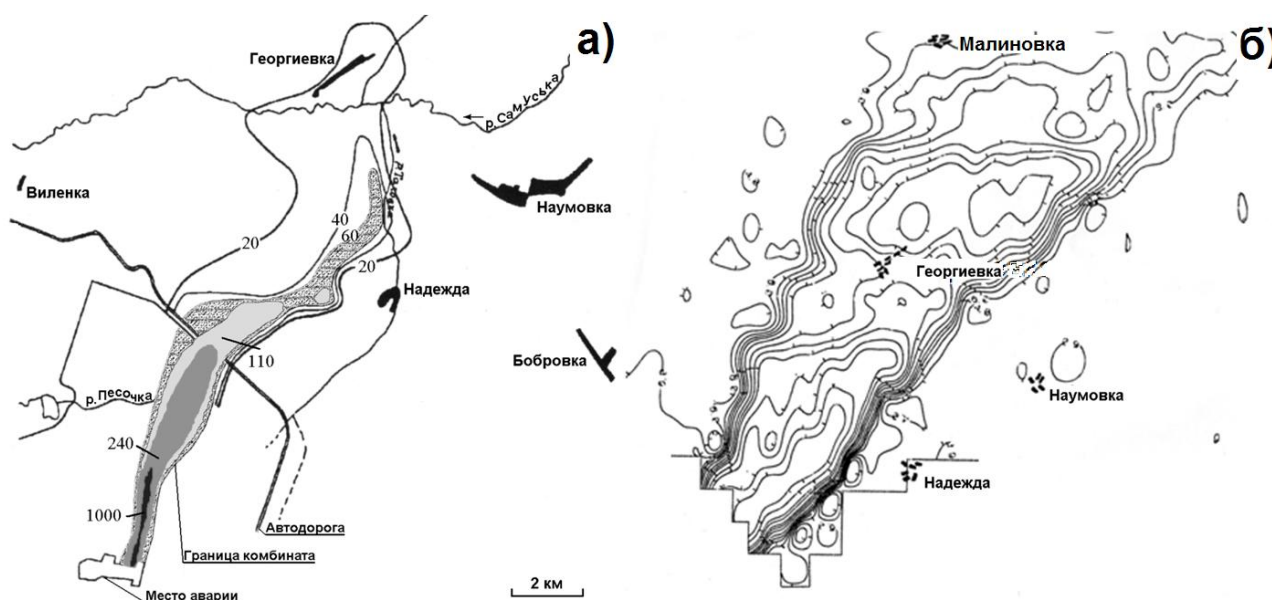 а)
Георгиевка
р. Самуська
Виленка
Наумовка
40
60
20
20
Надежда
110
р. Песочка
240
1000
Автодорога
Граница комбината
Место аварии
2 км
б)
Малиновка
Георгиевка
Бобровка
Наумовка
Надежда